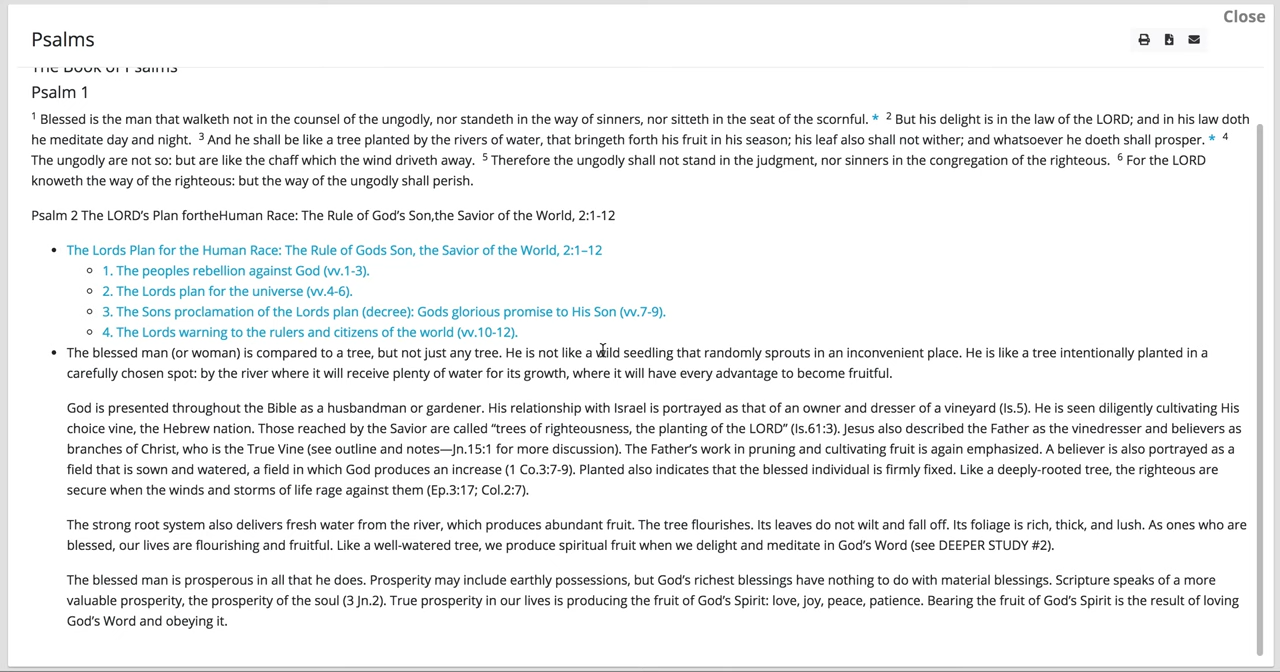 Close
Psalms
The Book of Psalms
Psalm 1
1 Blessed is the man that walketh not in the counsel of the ungodly, nor standeth in the way of sinners, nor sitteth in the seat of the scornful. * 2 But his delight is in the law of the LORD; and in his law doth
he meditate day and night. 3 And he shall be like a tree planted by the rivers of water, that bringeth forth his fruit in his season; his leaf also shall not wither; and whatsoever he doeth shall prosper. * 4
The ungodly are not so: but are like the chaff which the wind driveth away. 5 Therefore the ungodly shall not stand in the judgment, nor sinners in the congregation of the righteous. 6 For the LORD
knoweth the way of the righteous: but the way of the ungodly shall perish.
Psalm 2 The LORD's Plan fortheHuman Race: The Rule of God's Son,the Savior of the World, 2:1-12
• The Lords Plan for the Human Race: The Rule of Gods Son, the Savior of the World, 2:1–12
1. The peoples rebellion against God (vv.1-3).
2. The Lords plan for the universe (vv.4-6).
3. The Sons proclamation of the Lords plan (decree): Gods glorious promise to His Son (vv.7-9).
4. The Lords warning to the rulers and citizens of the world (vv.10-12).
• The blessed man (or woman) is compared to a tree, but not just any tree. He is not like a wild seedling that randomly sprouts in an inconvenient place. He is like a tree intentionally planted in a
carefully chosen spot: by the river where it will receive plenty of water for its growth, where it will have every advantage to become fruitful.
God is presented throughout the Bible as a husbandman or gardener. His relationship with Israel is portrayed as that of an owner and dresser of a vineyard (Is.5). He is seen diligently cultivating His
choice vine, the Hebrew nation. Those reached by the Savior are called “trees of righteousness, the planting of the LORD” (Is.61:3). Jesus also described the Father as the vinedresser and believers as
branches of Christ, who is the True Vine (see outline and notes—Jn.15:1 for more discussion). The Father’s work in pruning and cultivating fruit is again emphasized. A believer is also portrayed as a
field that is sown and watered, a field in which God produces an increase (1 Co.3:7-9). Planted also indicates that the blessed individual is firmly fixed. Like a deeply-rooted tree, the righteous are
secure when the winds and storms of life rage against them (Ep.3:17; Col.2:7).
The strong root system also delivers fresh water from the river, which produces abundant fruit. The tree flourishes. Its leaves do not wilt and fall off. Its foliage is rich, thick, and lush. As ones who are
blessed, our lives are flourishing and fruitful. Like a well-watered tree, we produce spiritual fruit when we delight and meditate in God’s Word (see DEEPER STUDY #2).
The blessed man is prosperous in all that he does. Prosperity may include earthly possessions, but God’s richest blessings have nothing to do with material blessings. Scripture speaks of a more
valuable prosperity, the prosperity of the soul (3 Jn.2). True prosperity in our lives is producing the fruit of God’s Spirit: love, joy, peace, patience. Bearing the fruit of God’s Spirit is the result of loving
God’s Word and obeying it.